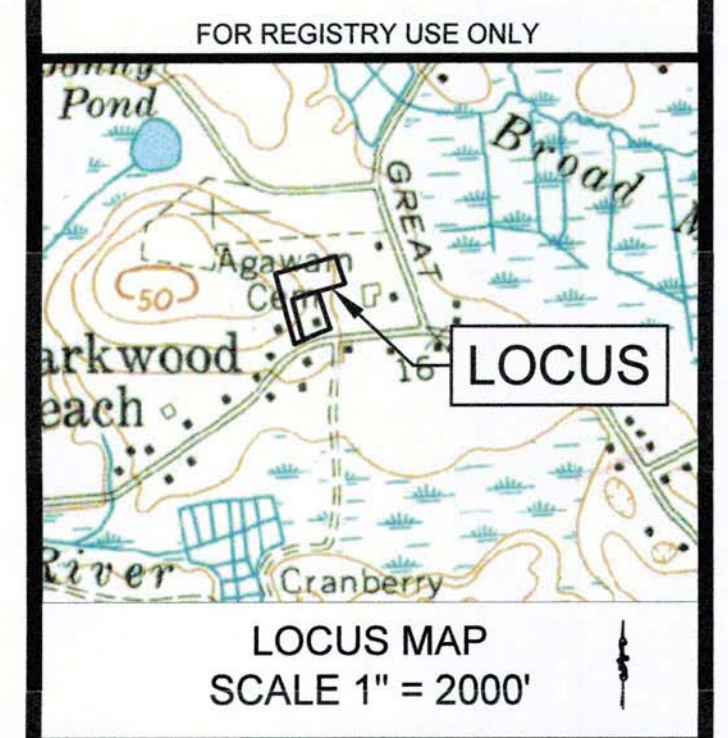 FOR REGISTRY USE ONLY
Pond
Broad
GREAT
Agawam
Cem
50
arkwood
each
16
LOCUS
River
Cranberry
LOCUS MAP
SCALE 1" = 2000'